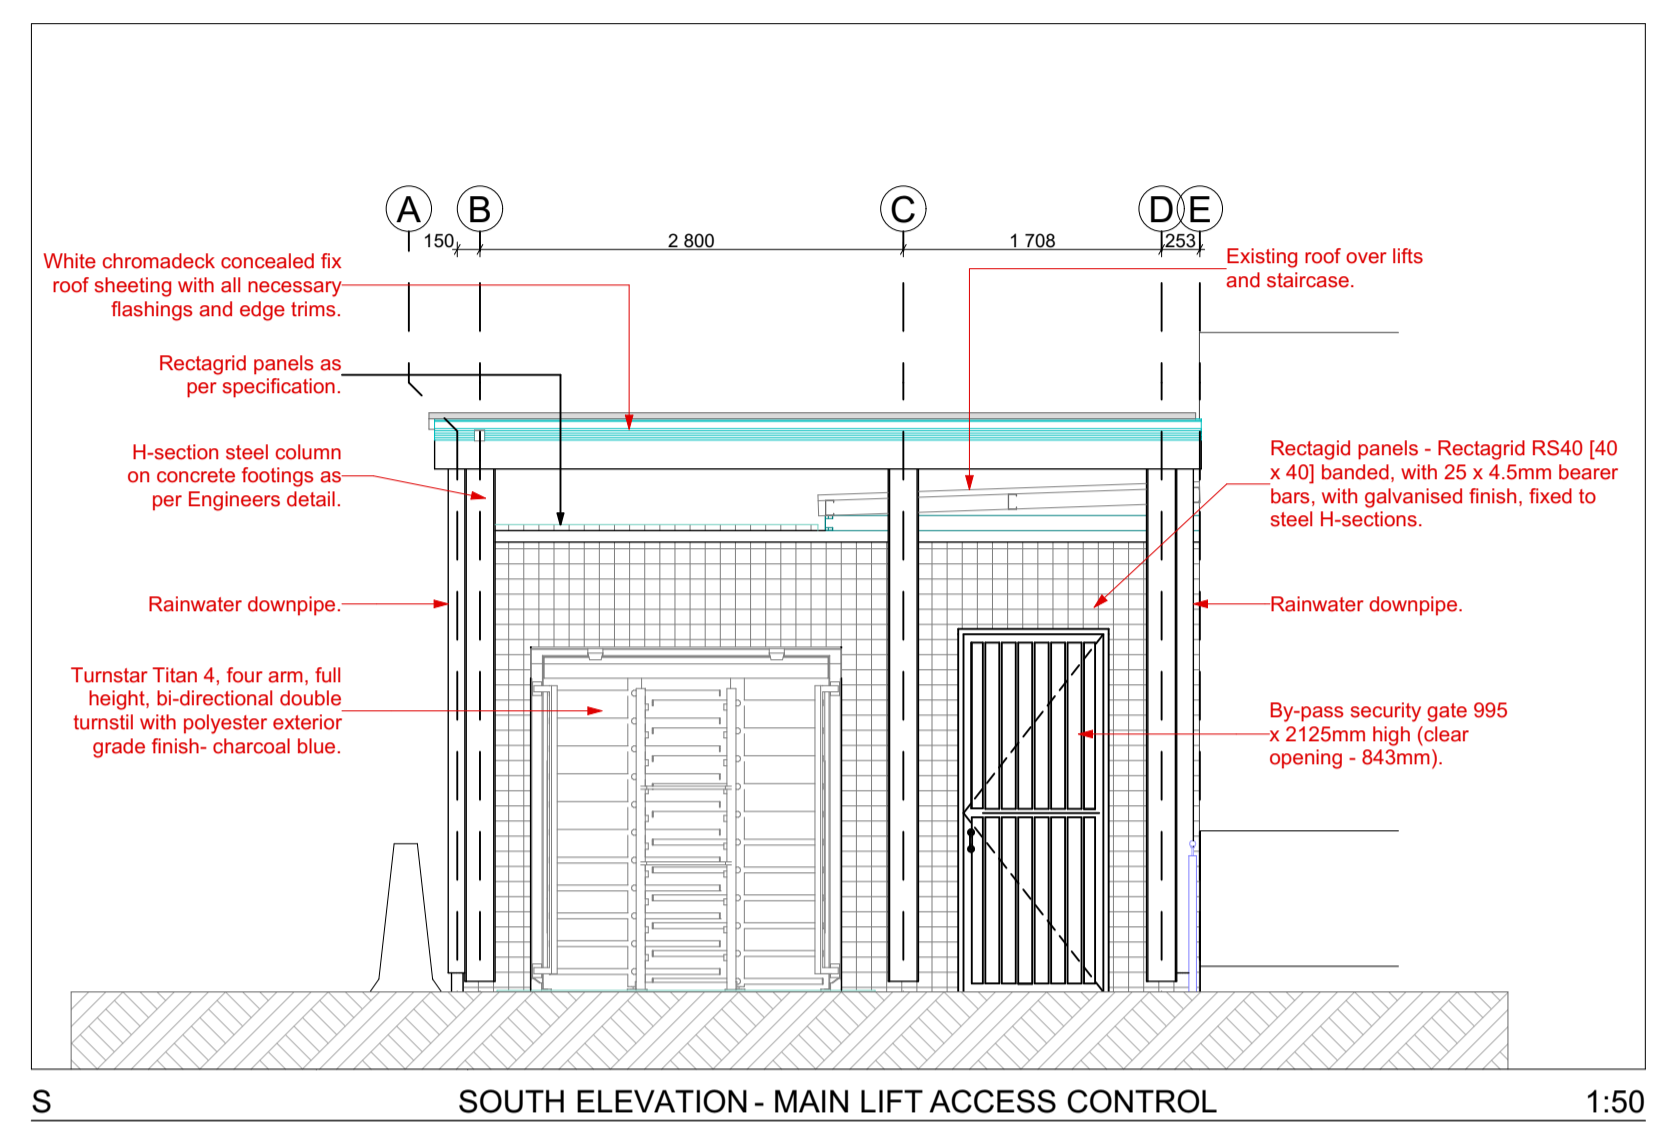 A B C D E
150 2 800 1 708 253
White chromadeck concealed fix
roof sheeting with all necessary
flashings and edge trims.
Existing roof over lifts
and staircase.
Rectagrid panels as
per specification.
H-section steel column
on concrete footings as
per Engineers detail.
Rectagid panels - Rectagrid RS40 [40
x 40] banded, with 25 x 4.5mm bearer
bars, with galvanised finish, fixed to
steel H-sections.
Rainwater downpipe.
Rainwater downpipe.
Turnstar Titan 4, four arm, full
height, bi-directional double
turnstil with polyester exterior
grade finish- charcoal blue.
By-pass security gate 995
x 2125mm high (clear
opening - 843mm).
S SOUTH ELEVATION - MAIN LIFT ACCESS CONTROL 1:50